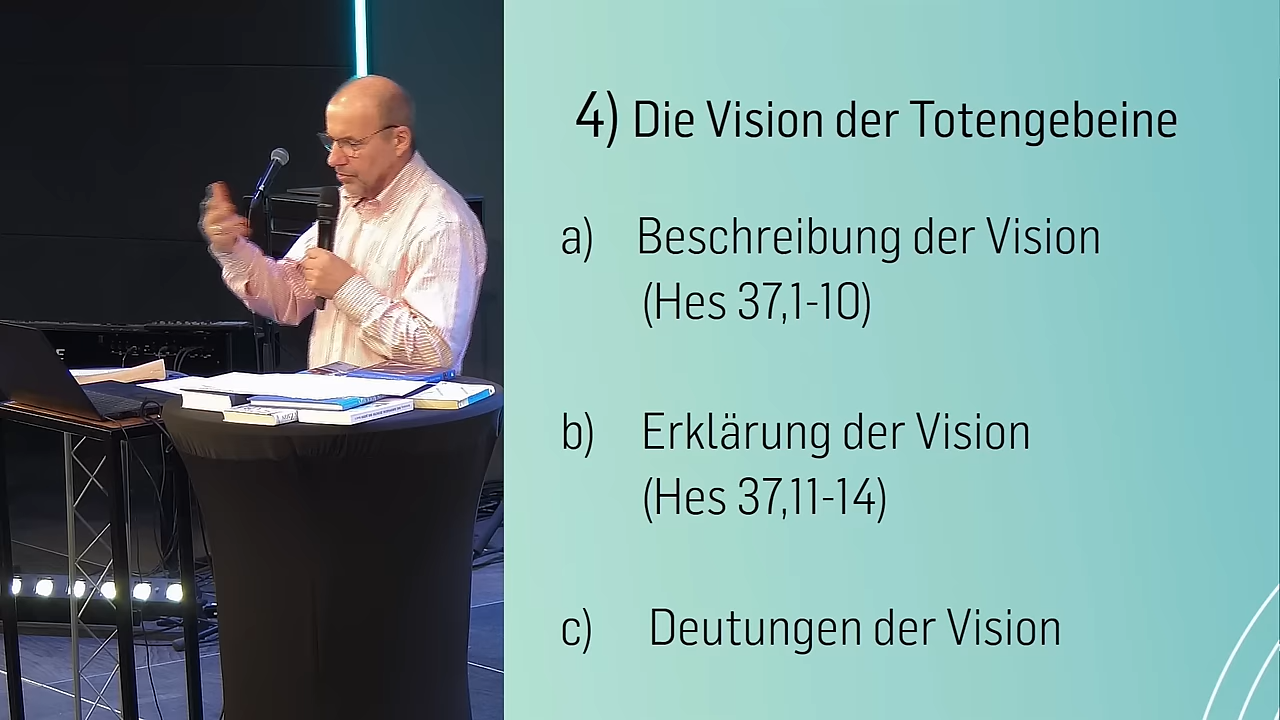 4) Die Vision der Totengebeine
a) Beschreibung der Vision
(Hes 37,1-10)
b) Erklärung der Vision
(Hes 37,11-14)
c) Deutungen der Vision